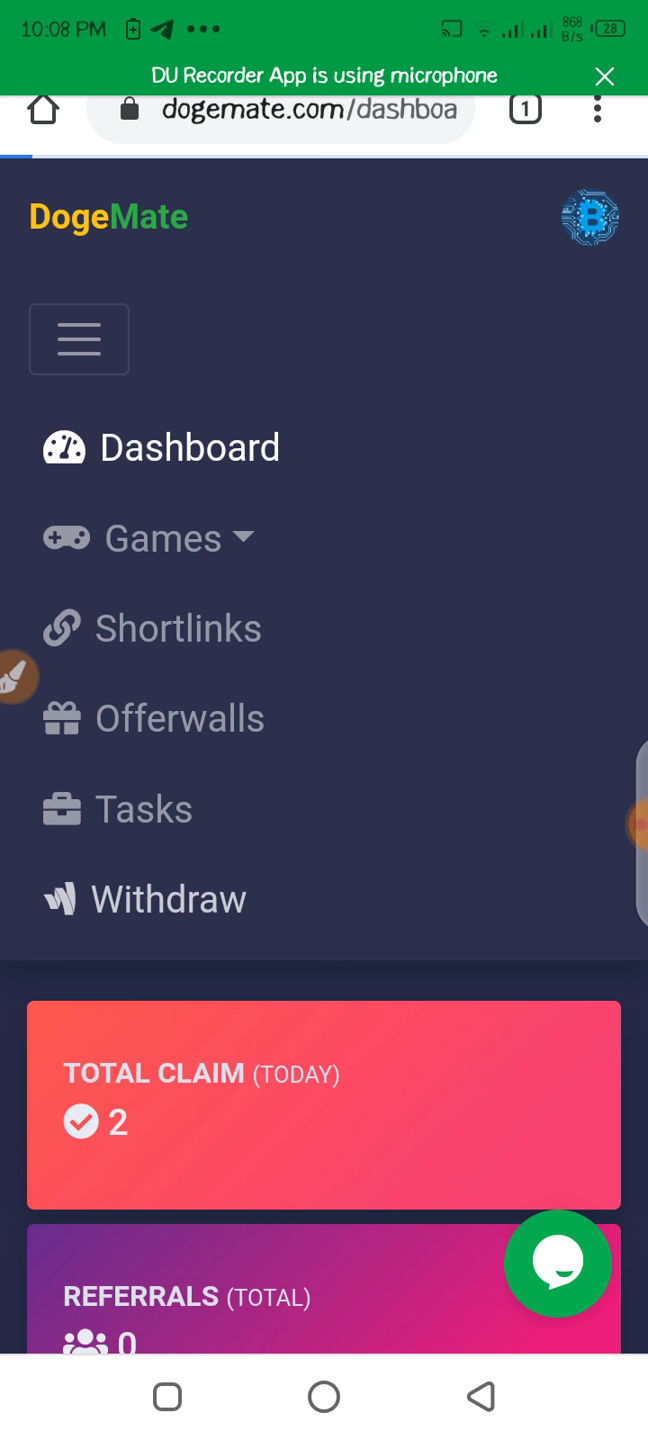 10:08 PM
868
B/s
28
DU Recorder App is using microphone
dogemate.com/dashboa
1
DogeMate
Dashboard
Games
Shortlinks
Offerwalls
Tasks
Withdraw
TOTAL CLAIM (TODAY)
2
REFERRALS (TOTAL)
0